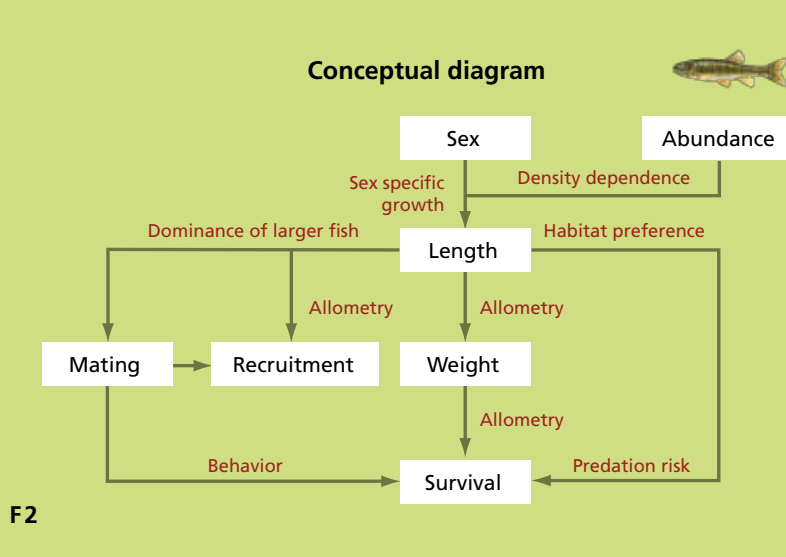 Conceptual diagram
Sex
Abundance
Sex specific
growth
Density dependence
Dominance of larger fish
Length
Habitat preference
Allometry
Allometry
Mating
Recruitment
Weight
Allometry
Behavior
Predation risk
Survival
F2